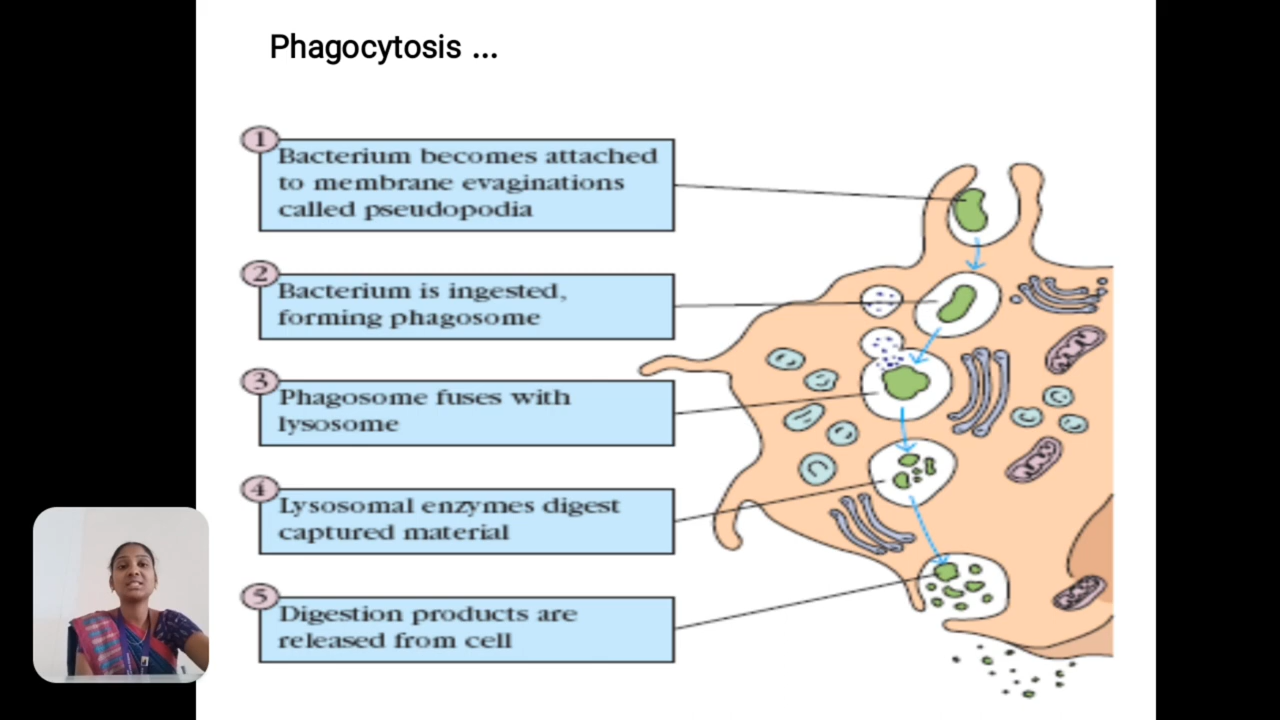 Phagocytosis ...
1
Bacterium becomes attached
to membrane evaginations
called pseudopodia
2
Bacterium is ingested,
forming phagosome
3
Phagosome fuses with
lysosome
4
Lysosomal enzymes digest
captured material
5
Digestion products are
released from cell